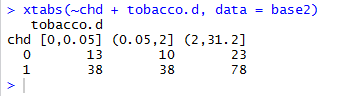 > xtabs(~chd + tobacco.d, data = base2)
tobacco.d
chd [0,0.05] (0.05,2] (2,31.2]
0 13 10 23
1 38 38 78
>